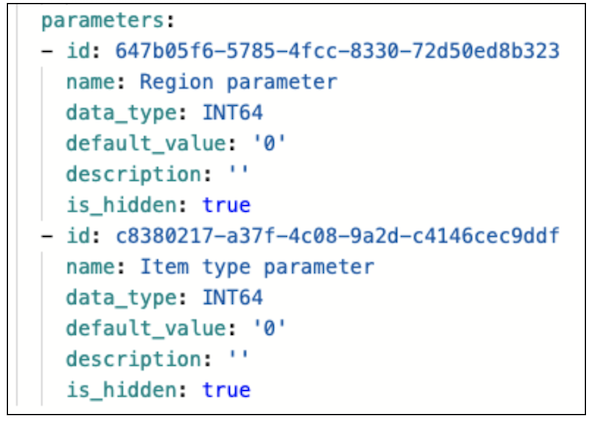 parameters:
- id: 647b05f6-5785-4fcc-8330-72d50ed8b323
name: Region parameter
data_type: INT64
default_value: '0'
description: ''
is_hidden: true
- id: c8380217-a37f-4c08-9a2d-c4146cec9ddf
name: Item type parameter
data_type: INT64
default_value: '0'
description: ''
is_hidden: true